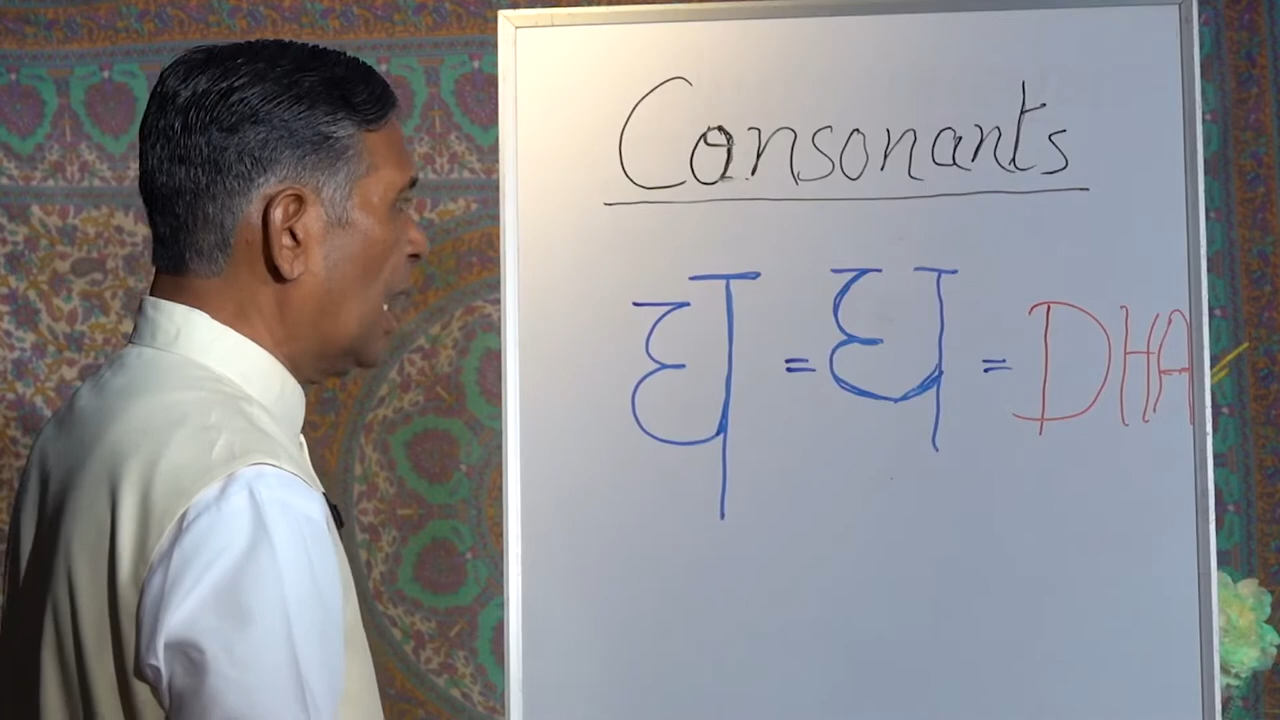 Consonants
ध = ध = DHA